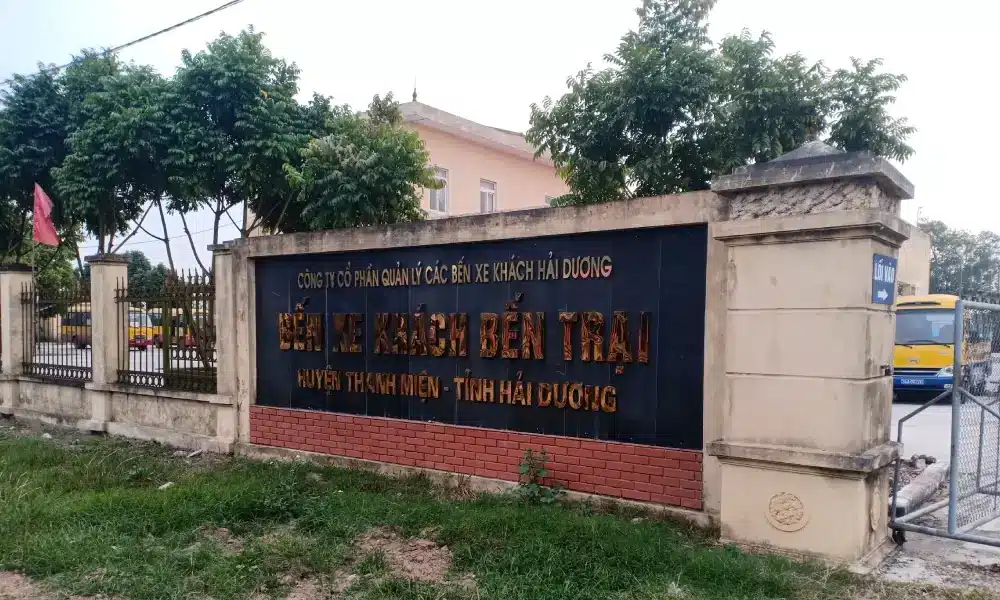 CÔNG TY CỔ PHẦN QUẢN LÝ CÁC BẾN XE KHÁCH HẢI DƯƠNG
BẾN XE KHÁCH BẾN TRẠI
HUYỆN THANH MIỆN - TỈNH HẢI DƯƠNG
LỐI VÀO